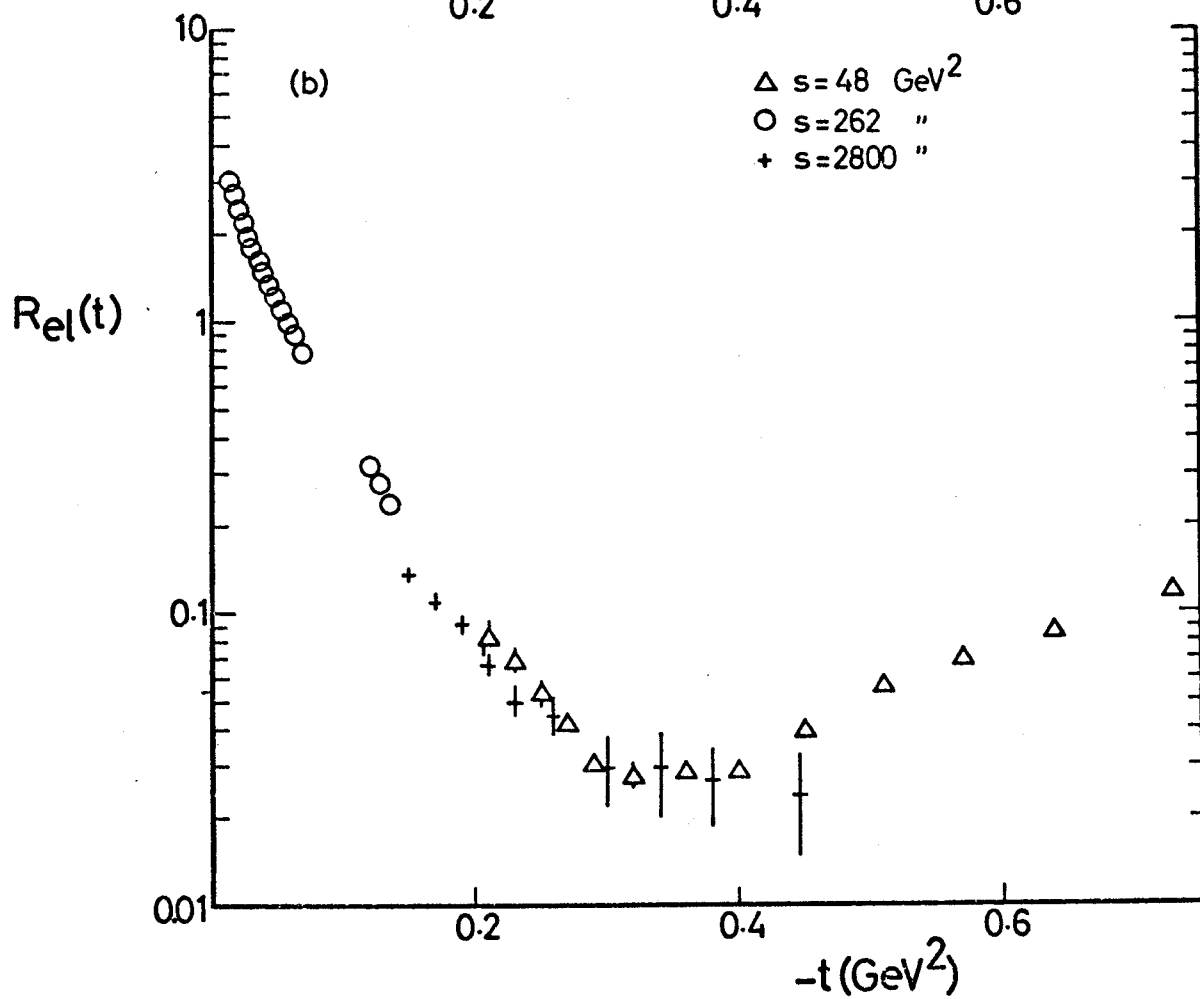 0.2 0.4 0.6
10
(b)
△ s=48 GeV²
○ s=262 "
+ s=2800 "
R_el(t)
1
0.1
0.01
0.2 0.4 0.6
-t (GeV²)